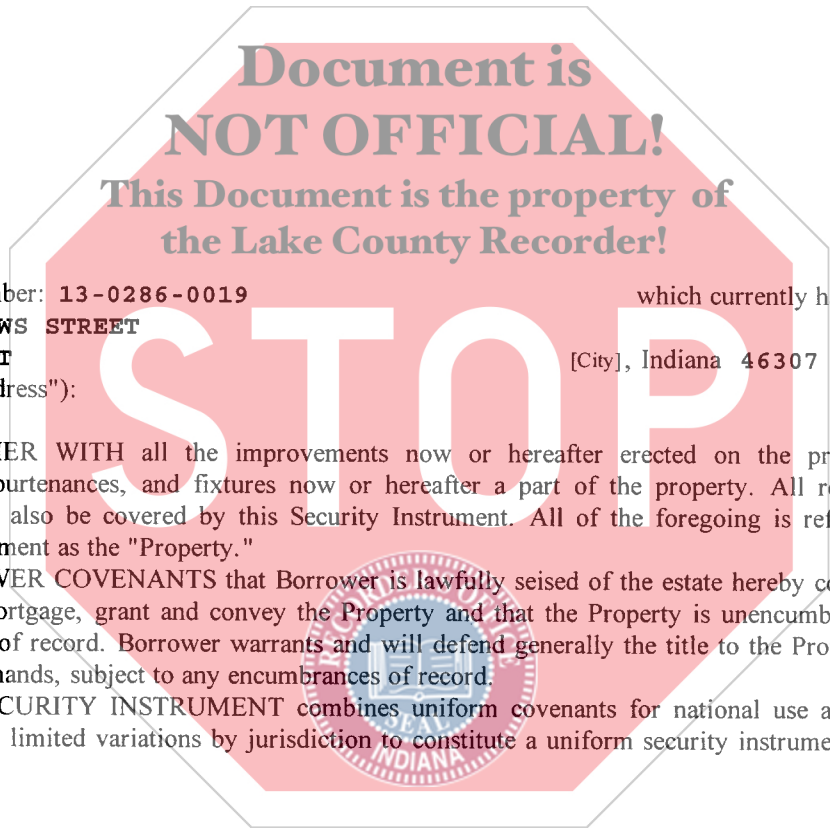 Document is
NOT OFFICIAL!
This Document is the property of
the Lake County Recorder!
ber: 13-0286-0019 which currently h
WS STREET
T [City], Indiana 46307
dress"):
STOP
ER WITH all the improvements now or hereafter erected on the pr
purtenances, and fixtures now or hereafter a part of the property. All r
also be covered by this Security Instrument. All of the foregoing is ref
ment as the "Property."
VER COVENANTS that Borrower is lawfully seised of the estate hereby c
ortgage, grant and convey the Property and that the Property is unencumb
of record. Borrower warrants and will defend generally the title to the Pro
ands, subject to any encumbrances of record.
CURITY INSTRUMENT combines uniform covenants for national use a
limited variations by jurisdiction to constitute a uniform security instrume
RECORDER'S OFFICE
SEAL
INDIANA